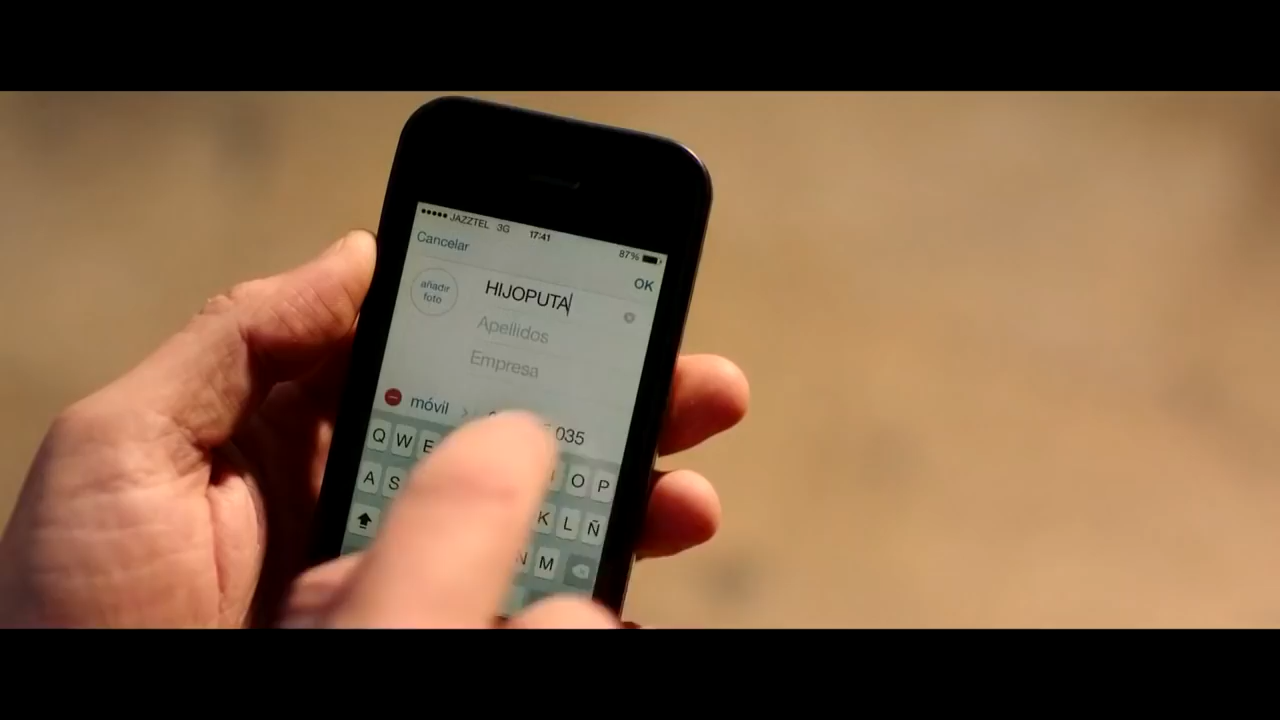 JAZZTEL 3G 17:41 87%
Cancelar OK
añadir foto
HIJOPUTA
Apellidos
Empresa
móvil 035
Q W E O P
A S K L Ñ
N M